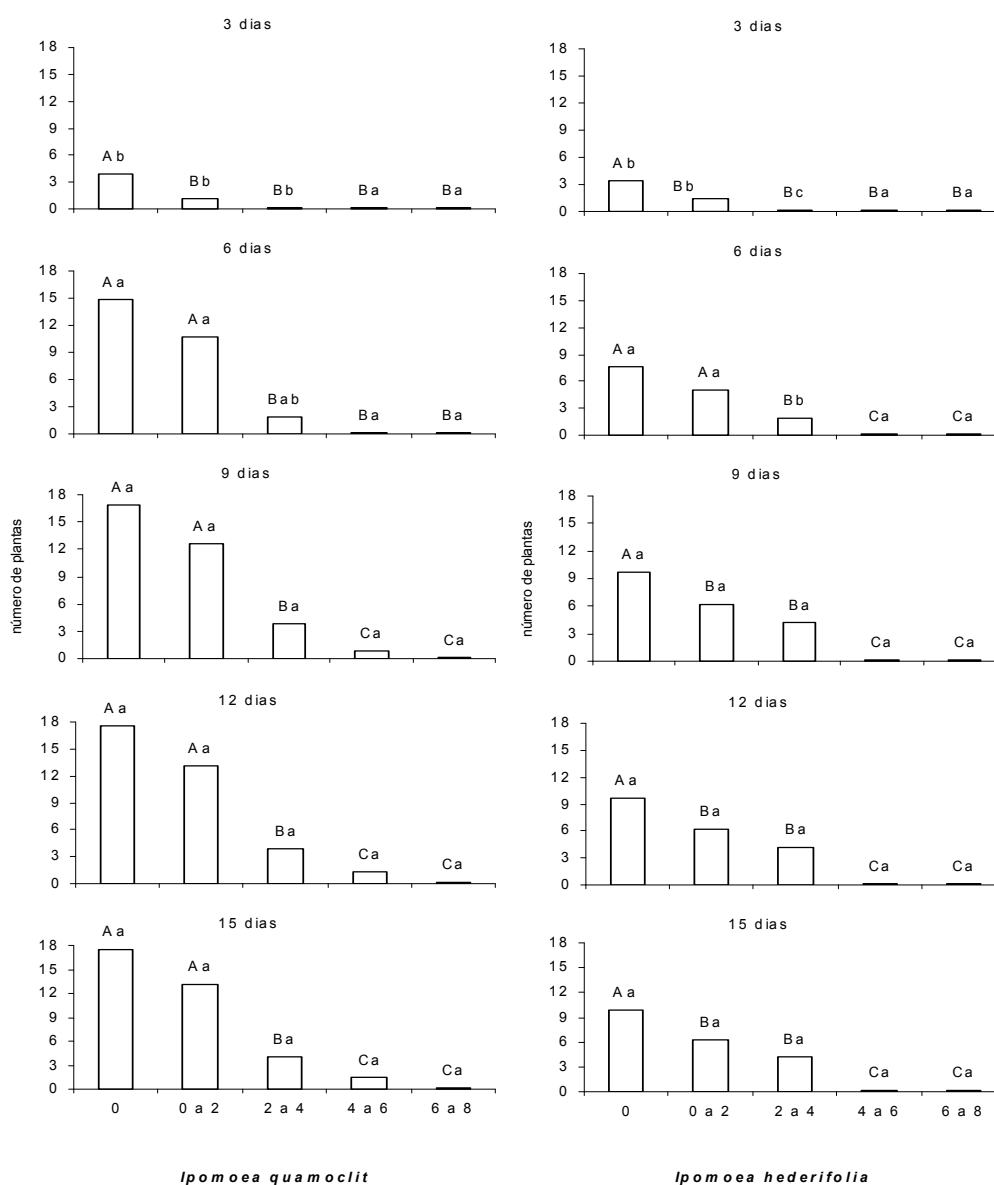 3 dias
18
15
12
9
6
3
0
A b
B b
B b
B a
B a
3 dias
18
15
12
9
6
3
0
A b
B b
B c
B a
B a
6 dias
18
15
12
9
6
3
0
A a
A a
B ab
B a
B a
6 dias
18
15
12
9
6
3
0
A a
A a
B b
C a
C a
número de plantas
9 dias
18
15
12
9
6
3
0
A a
A a
B a
C a
C a
número de plantas
9 dias
18
15
12
9
6
3
0
A a
B a
B a
C a
C a
12 dias
18
15
12
9
6
3
0
A a
A a
B a
C a
C a
12 dias
18
15
12
9
6
3
0
A a
B a
B a
C a
C a
15 dias
18
15
12
9
6
3
0
A a
A a
B a
C a
C a
0 0 a 2 2 a 4 4 a 6 6 a 8
15 dias
18
15
12
9
6
3
0
A a
B a
B a
C a
C a
0 0 a 2 2 a 4 4 a 6 6 a 8
Ipomoea quamoclit
Ipomoea hederifolia